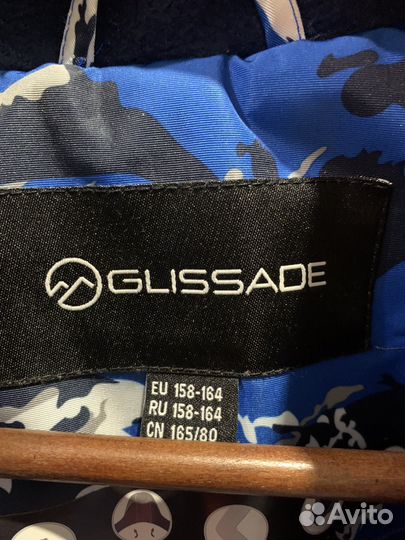 GLISSADE
EU 158-164
RU 158-164
CN 165/80
Avito